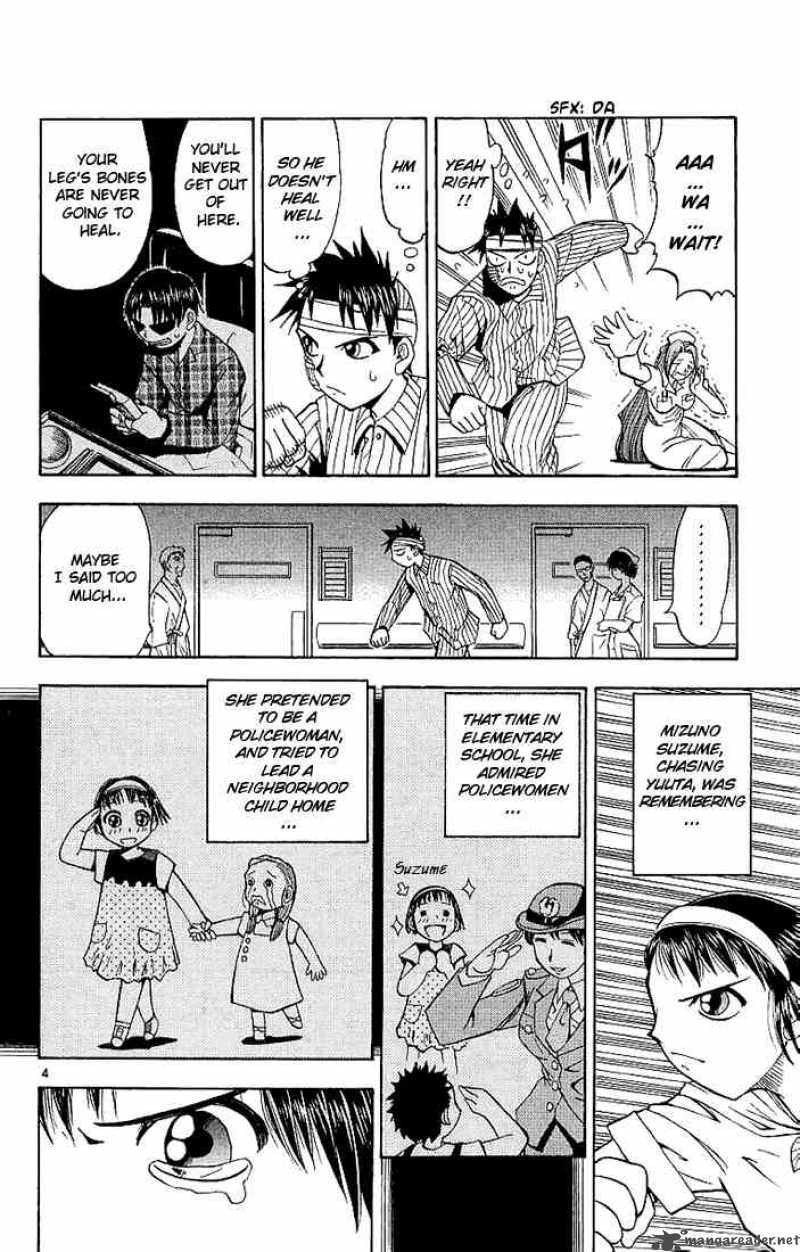 SFX: DA
ダ
AAA
...
WA
...
WAIT!
YEAH
RIGHT
!!
HM
...
SO HE
DOESN'T
HEAL
WELL
...
YOU'LL
NEVER
GET OUT
OF
HERE.
YOUR
LEG'S BONES
ARE NEVER
GOING TO
HEAL.
........
MAYBE
I SAID TOO
MUCH...
MIZUNO
SUZUME,
CHASING
YUUTA, WAS
REMEMBERING
...
THAT TIME IN
ELEMENTARY
SCHOOL, SHE
ADMIRED
POLICEWOMEN
...
Suzume
SHE PRETENDED
TO BE A
POLICEWOMAN,
AND TRIED TO
LEAD A
NEIGHBORHOOD
CHILD HOME
...
4
mangareader.net